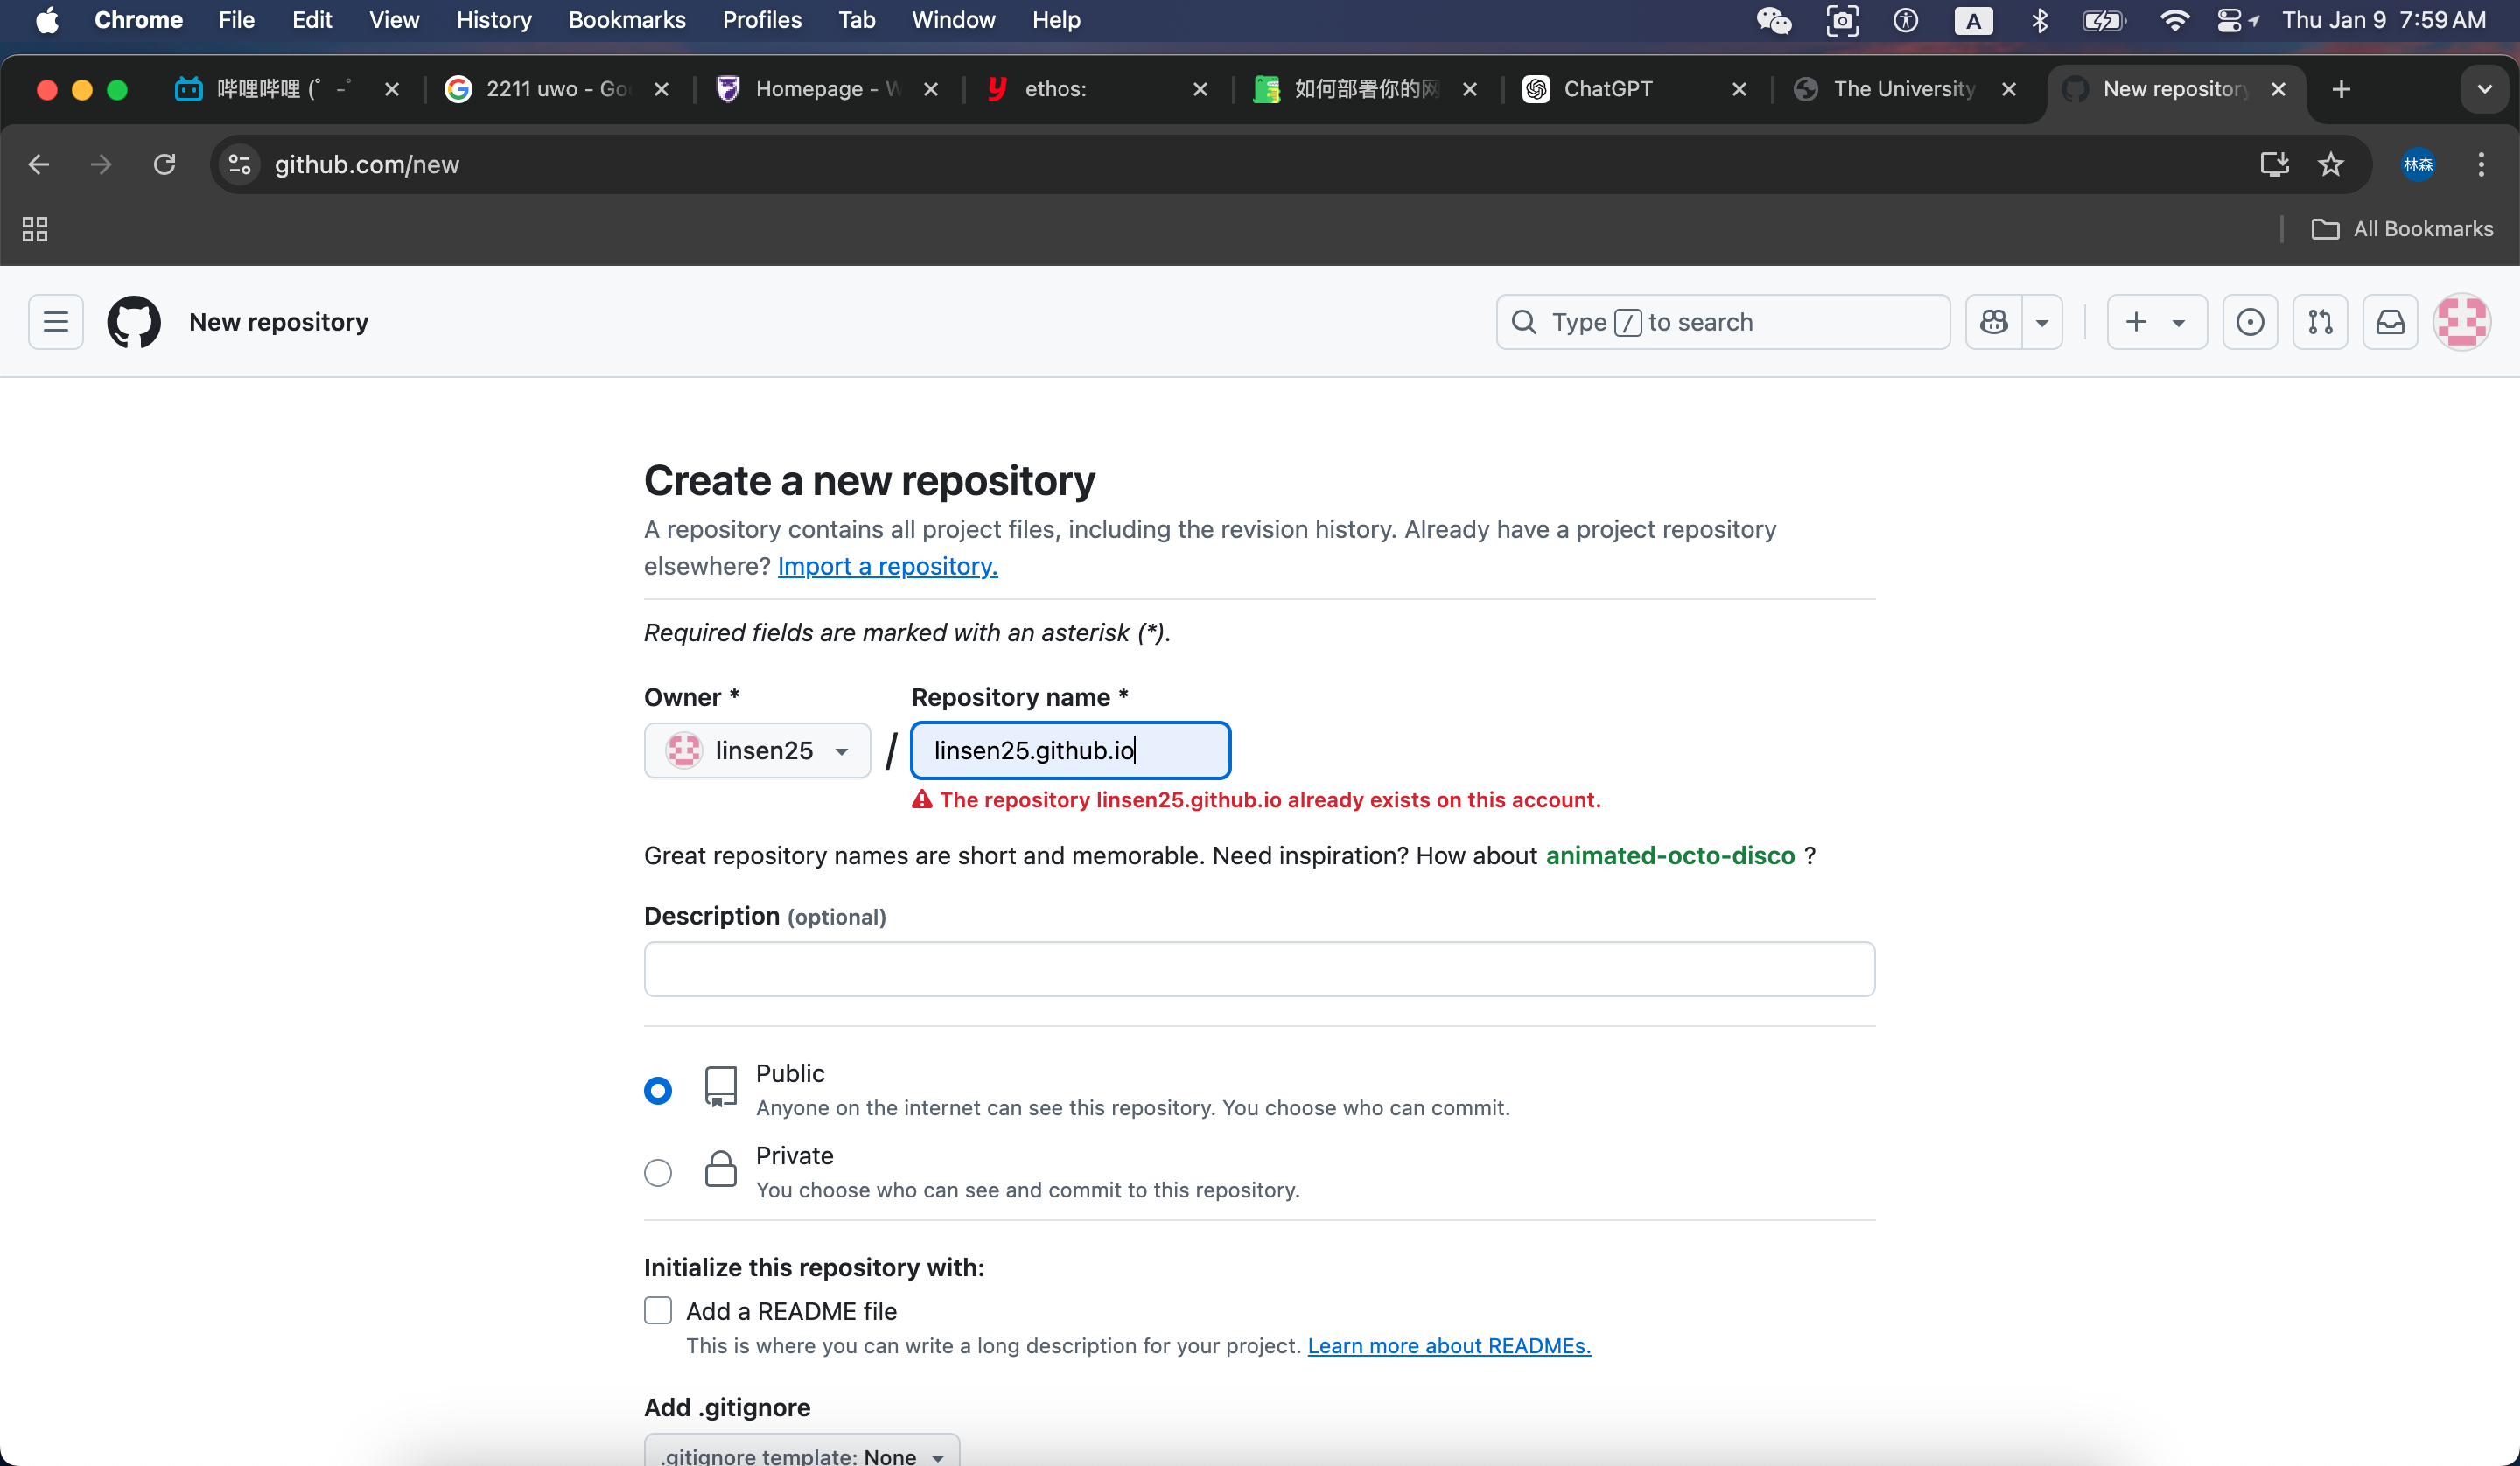 Chrome File Edit View History Bookmarks Profiles Tab Window Help A Thu Jan 9 7:59 AM
哔哩哔哩 (゜-゜ 2211 uwo - Goo Homepage - W ethos: 如何部署你的网 ChatGPT The University New repository
github.com/new 林森
All Bookmarks
New repository Type / to search
Create a new repository
A repository contains all project files, including the revision history. Already have a project repository
elsewhere? Import a repository.
Required fields are marked with an asterisk (*).
Owner * Repository name *
linsen25 / linsen25.github.io
The repository linsen25.github.io already exists on this account.
Great repository names are short and memorable. Need inspiration? How about animated-octo-disco ?
Description (optional)
Public
Anyone on the internet can see this repository. You choose who can commit.
Private
You choose who can see and commit to this repository.
Initialize this repository with:
Add a README file
This is where you can write a long description for your project. Learn more about READMEs.
Add .gitignore
.gitignore template: None